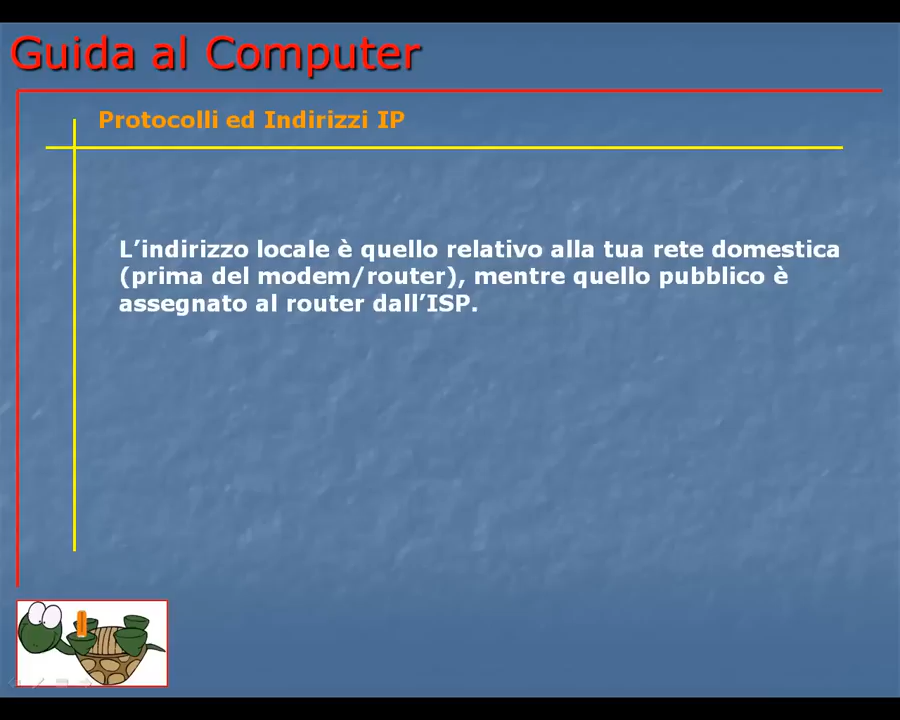 Guida al Computer
Protocolli ed Indirizzi IP
L’indirizzo locale è quello relativo alla tua rete domestica
(prima del modem/router), mentre quello pubblico è
assegnato al router dall’ISP.